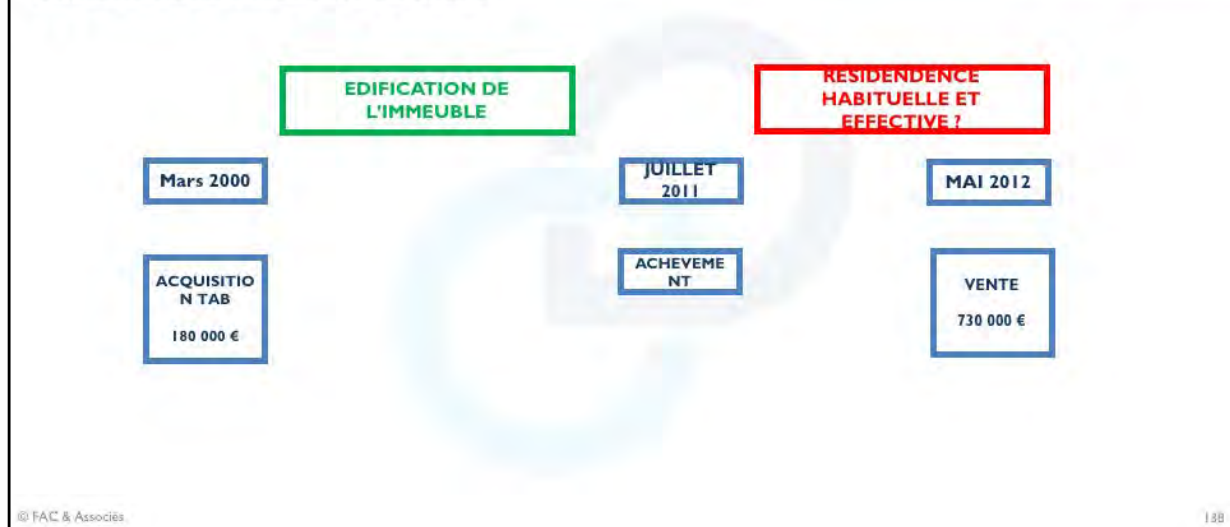 EDIFICATION DE
L'IMMEUBLE
RESIDENDENCE
HABITUELLE ET
EFFECTIVE ?
Mars 2000
JUILLET
2011
MAI 2012
ACQUISITIO
N TAB
180 000 €
ACHEVEME
NT
VENTE
730 000 €
© FAC & Associés
138